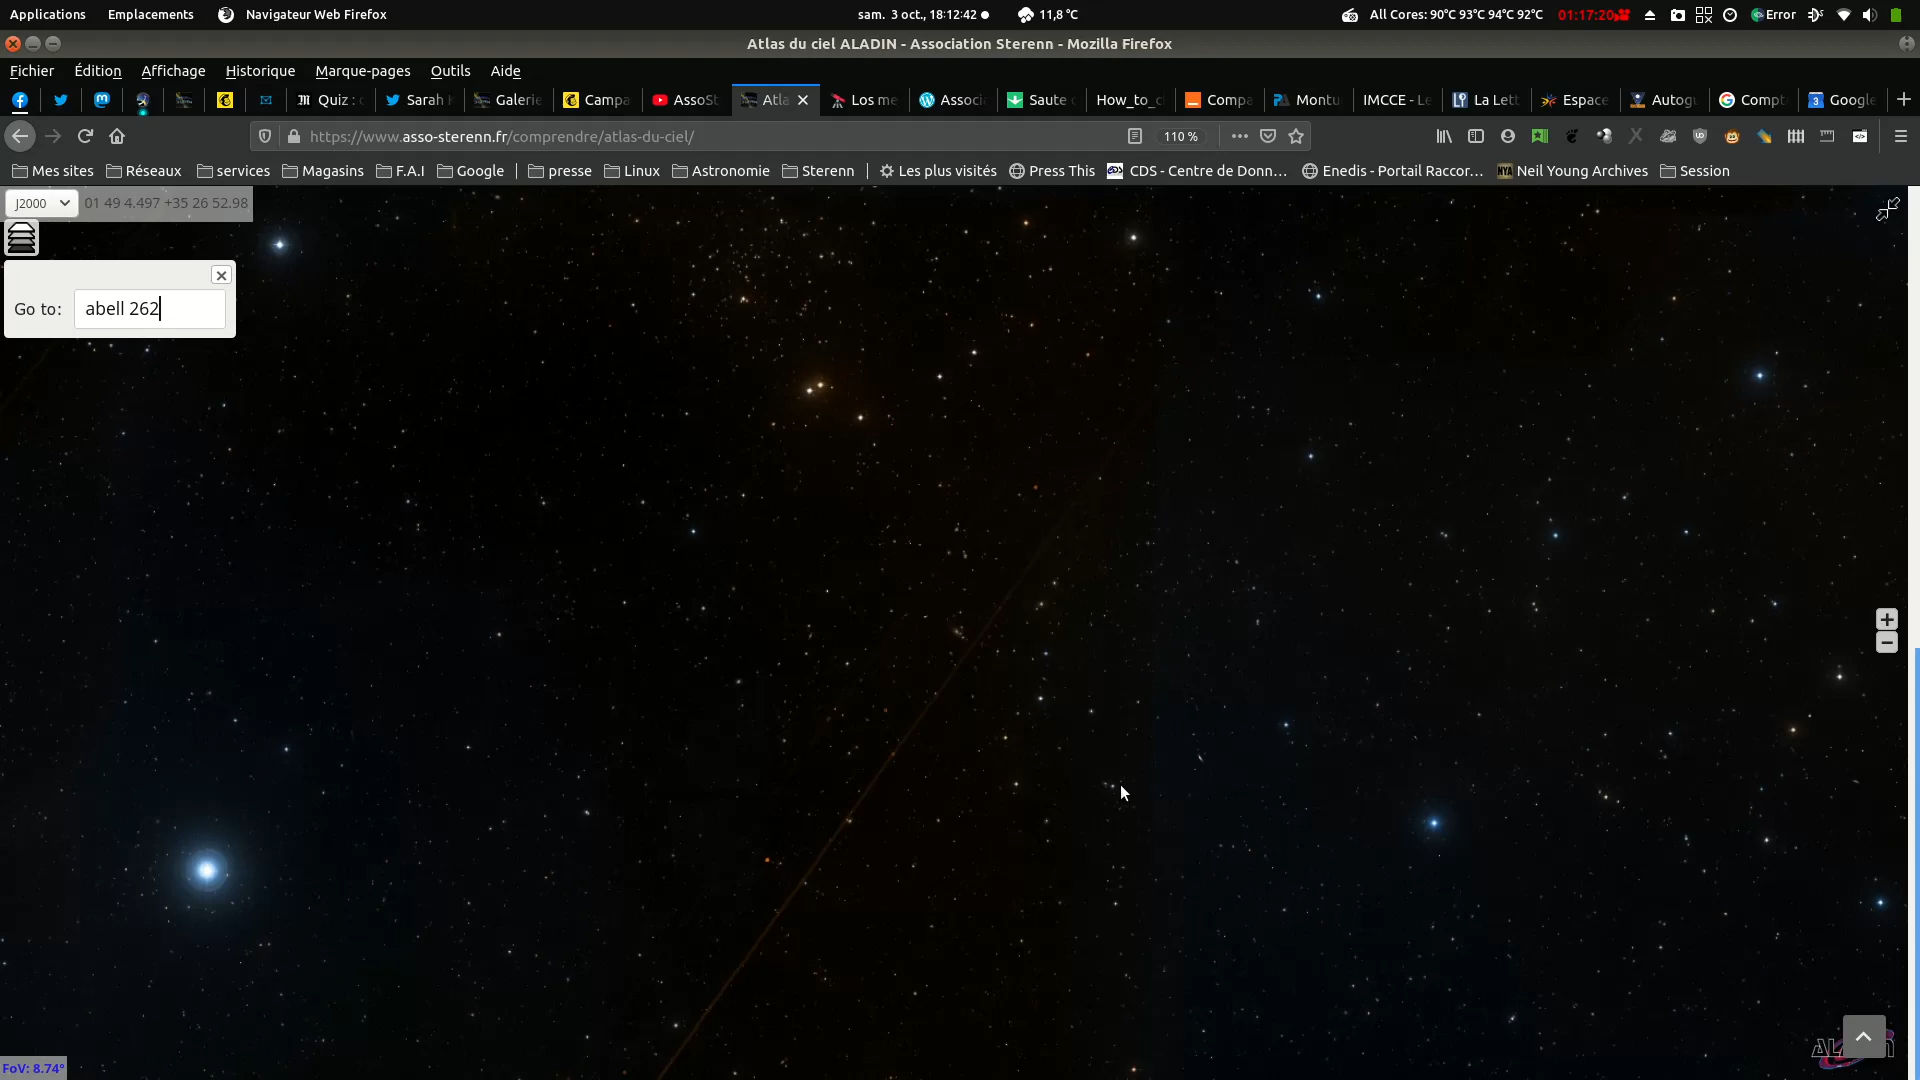 Applications Emplacements Navigateur Web Firefox sam. 3 oct., 18:12:42 11,8 °C All Cores: 90°C 93°C 94°C 92°C 01:17:20 Error
Atlas du ciel ALADIN - Association Sterenn - Mozilla Firefox
Fichier Édition Affichage Historique Marque-pages Outils Aide
Quiz : Sarah Galerie Campa AssoSt Atla Los me Associa Saute How_to_c Compa Montu IMCCE - Le La Lett Espace Autogu Compt Google
https://www.asso-sterenn.fr/comprendre/atlas-du-ciel/ 110 %
Mes sites Réseaux services Magasins F.A.I Google presse Linux Astronomie Sterenn Les plus visités Press This CDS - Centre de Donn… Enedis - Portail Raccor… Neil Young Archives Session
J2000 01 49 4.497 +35 26 52.98
Go to: abell 262
+
−
FoV: 8.74°